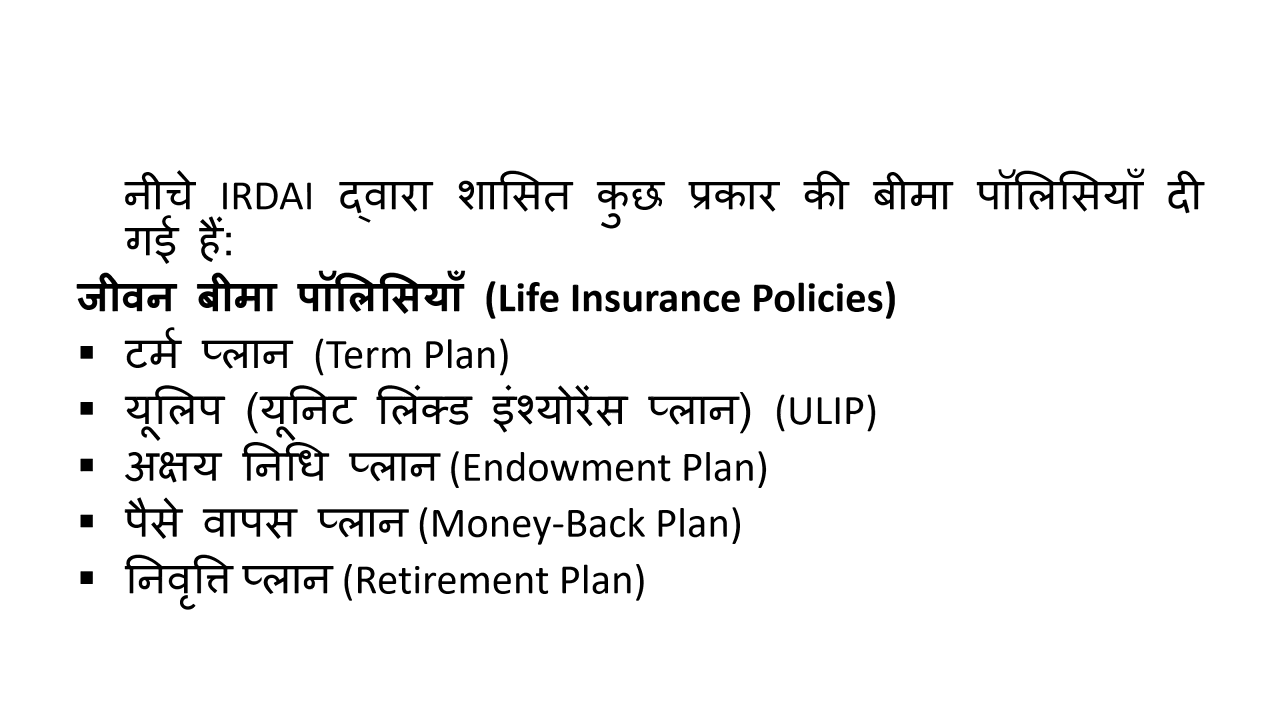 नीचे IRDAI द्वारा शासित कुछ प्रकार की बीमा पॉलिसियाँ दी
गई हैं:
जीवन बीमा पॉलिसियाँ (Life Insurance Policies)
▪ टर्म प्लान (Term Plan)
▪ यूलिप (यूनिट लिंक्ड इंश्योरेंस प्लान) (ULIP)
▪ अक्षय निधि प्लान (Endowment Plan)
▪ पैसे वापस प्लान (Money-Back Plan)
▪ निवृत्ति प्लान (Retirement Plan)